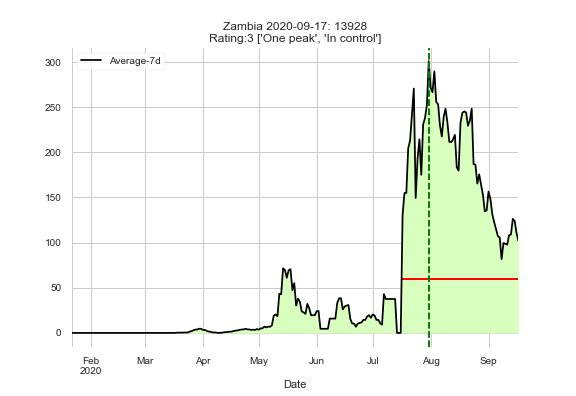 Zambia 2020-09-17: 13928
Rating:3 ['One peak', 'In control']
Average-7d
300
250
200
150
100
50
0
Feb Mar Apr May Jun Jul Aug Sep
2020
Date